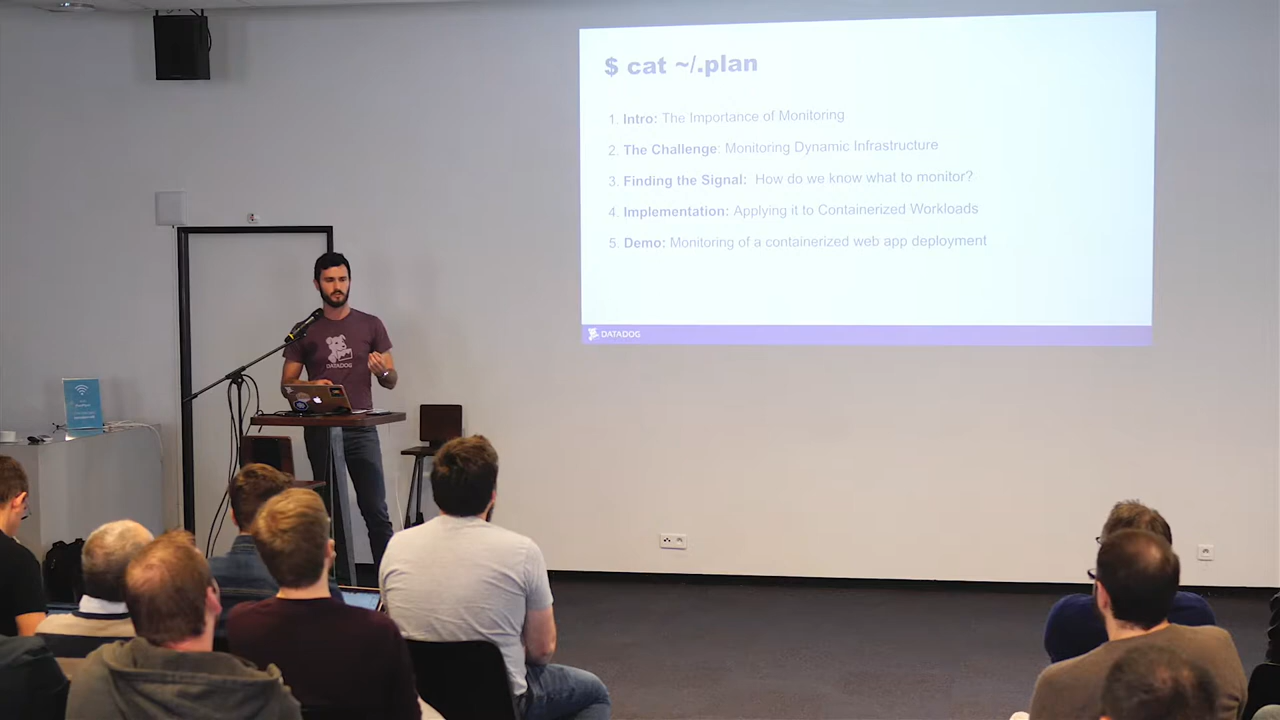 $ cat ~/.plan
1. Intro: The Importance of Monitoring
2. The Challenge: Monitoring Dynamic Infrastructure
3. Finding the Signal: How do we know what to monitor?
4. Implementation: Applying it to Containerized Workloads
5. Demo: Monitoring of a containerized web app deployment
DATADOG
DATADOG